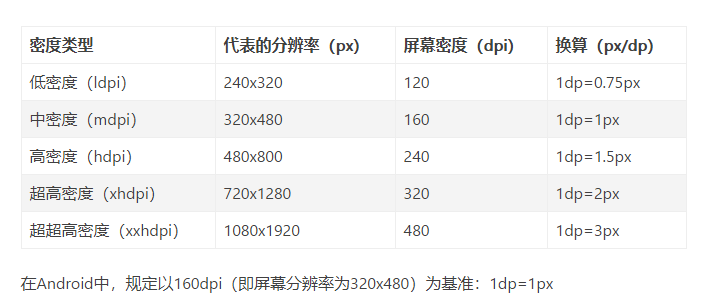 密度类型 代表的分辨率（px） 屏幕密度（dpi） 换算（px/dp）
低密度（ldpi） 240x320 120 1dp=0.75px
中密度（mdpi） 320x480 160 1dp=1px
高密度（hdpi） 480x800 240 1dp=1.5px
超高密度（xhdpi） 720x1280 320 1dp=2px
超超高密度（xxhdpi） 1080x1920 480 1dp=3px
在Android中，规定以160dpi（即屏幕分辨率为320x480）为基准：1dp=1px